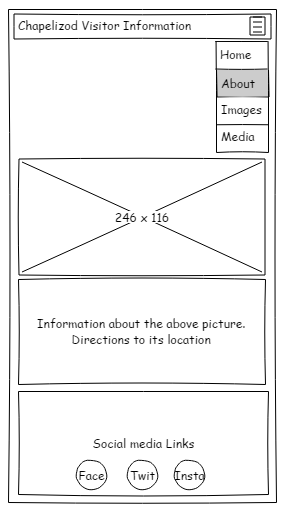 Chapelizod Visitor Information
Home
About
Images
Media
246 x 116
Information about the above picture.
Directions to its location
Social media Links
Face
Twit
Insta